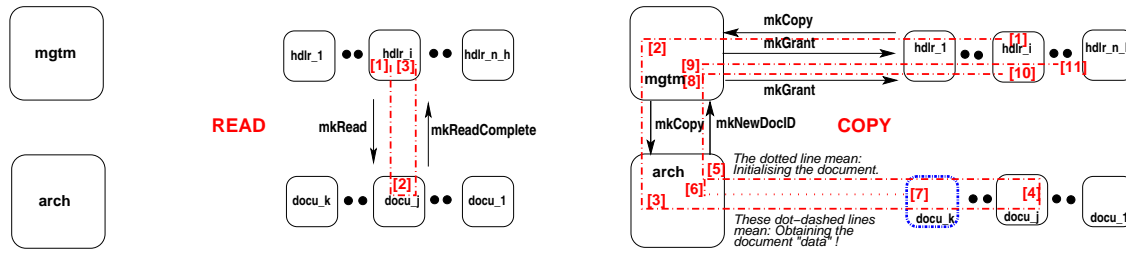 mgtm
hdlr_1
hdlr_i
hdlr_n_h
[1]
[3]
READ
mkRead
mkReadComplete
arch
[2]
docu_k
docu_j
docu_1
mkCopy
[2]
mkGrant
[9]
mgtm
[8]
mkGrant
hdlr_1
[1]
hdlr_i
[10]
[11]
mkCopy
mkNewDocID
COPY
arch
[5]
[6]
[3]
The dotted line mean:
Initialising the document.
These dot-dashed lines
mean: Obtaining the
document "data" !
[7]
docu_k
[4]
docu_j
docu_1